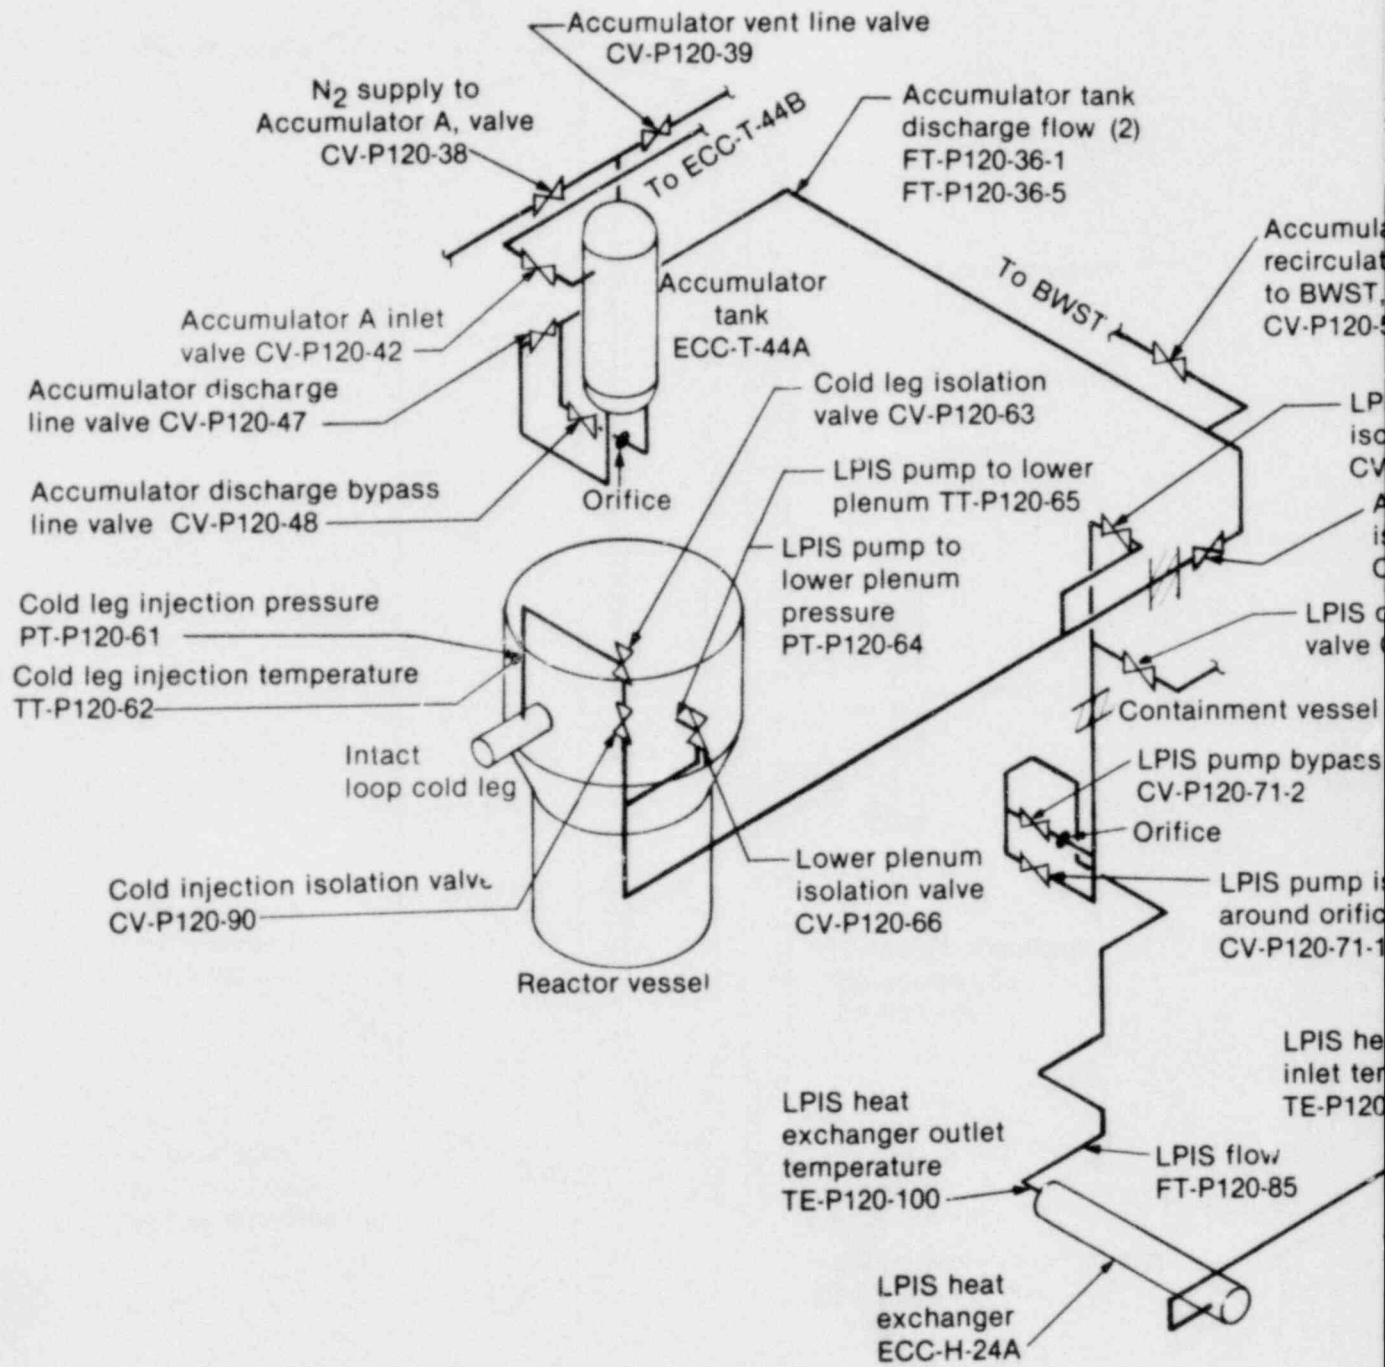 Accumulator vent line valve
CV-P120-39
N2 supply to
Accumulator A, valve
CV-P120-38
To ECC-T-44B
Accumulator tank
discharge flow (2)
FT-P120-36-1
FT-P120-36-5
To BWST
recirculat
to BWST,
CV-P120-5
Accumulator A inlet
valve CV-P120-42
Accumulator
tank
ECC-T-44A
Accumulator discharge
line valve CV-P120-47
Cold leg isolation
valve CV-P120-63
LP
iso
CV
Accumulator discharge bypass
line valve CV-P120-48
Orifice
LPIS pump to lower
plenum TT-P120-65
LPIS pump to
lower plenum
pressure
PT-P120-64
A
is
C
Cold leg injection pressure
PT-P120-61
Cold leg injection temperature
TT-P120-62
LPIS
valve
Containment vessel
Intact
loop cold leg
LPIS pump bypass
CV-P120-71-2
Orifice
Cold injection isolation valve
CV-P120-90
Lower plenum
isolation valve
CV-P120-66
LPIS pump is
around orific
CV-P120-71-1
Reactor vessel
LPIS he
inlet ter
TE-P120
LPIS heat
exchanger outlet
temperature
TE-P120-100
LPIS flow
FT-P120-85
LPIS heat
exchanger
ECC-H-24A